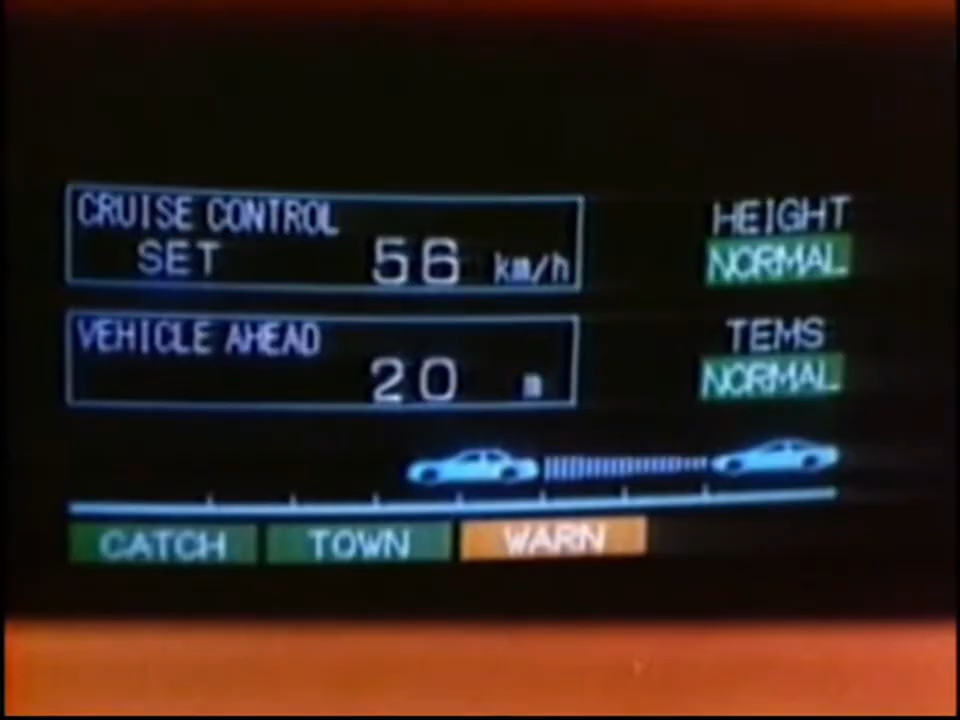 CRUISE CONTROL
SET 56 km/h
HEIGHT
NORMAL
VEHICLE AHEAD
20 m
TEMS
NORMAL
CATCH TOWN WARN